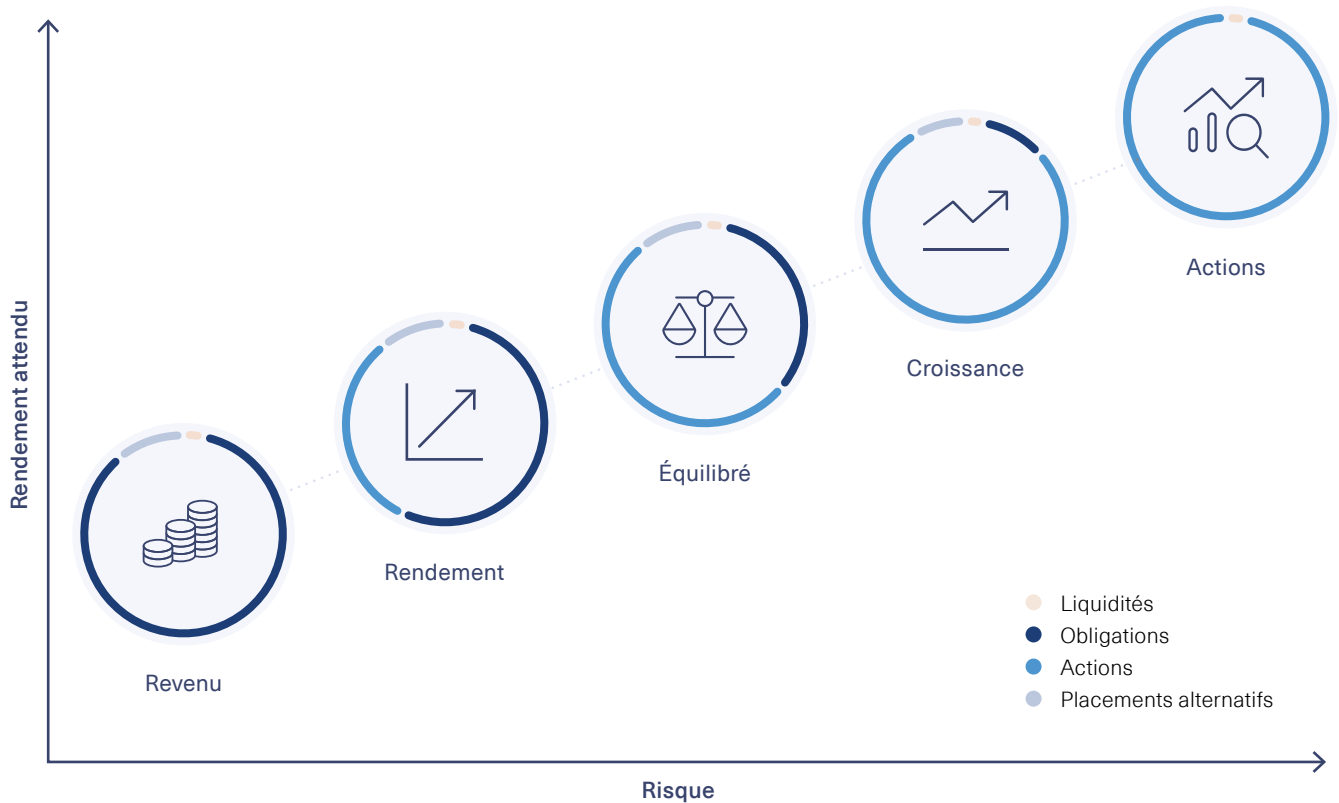 Rendement attendu
Actions
Croissance
Équilibré
Rendement
Revenu
Liquidités
Obligations
Actions
Placements alternatifs
Risque